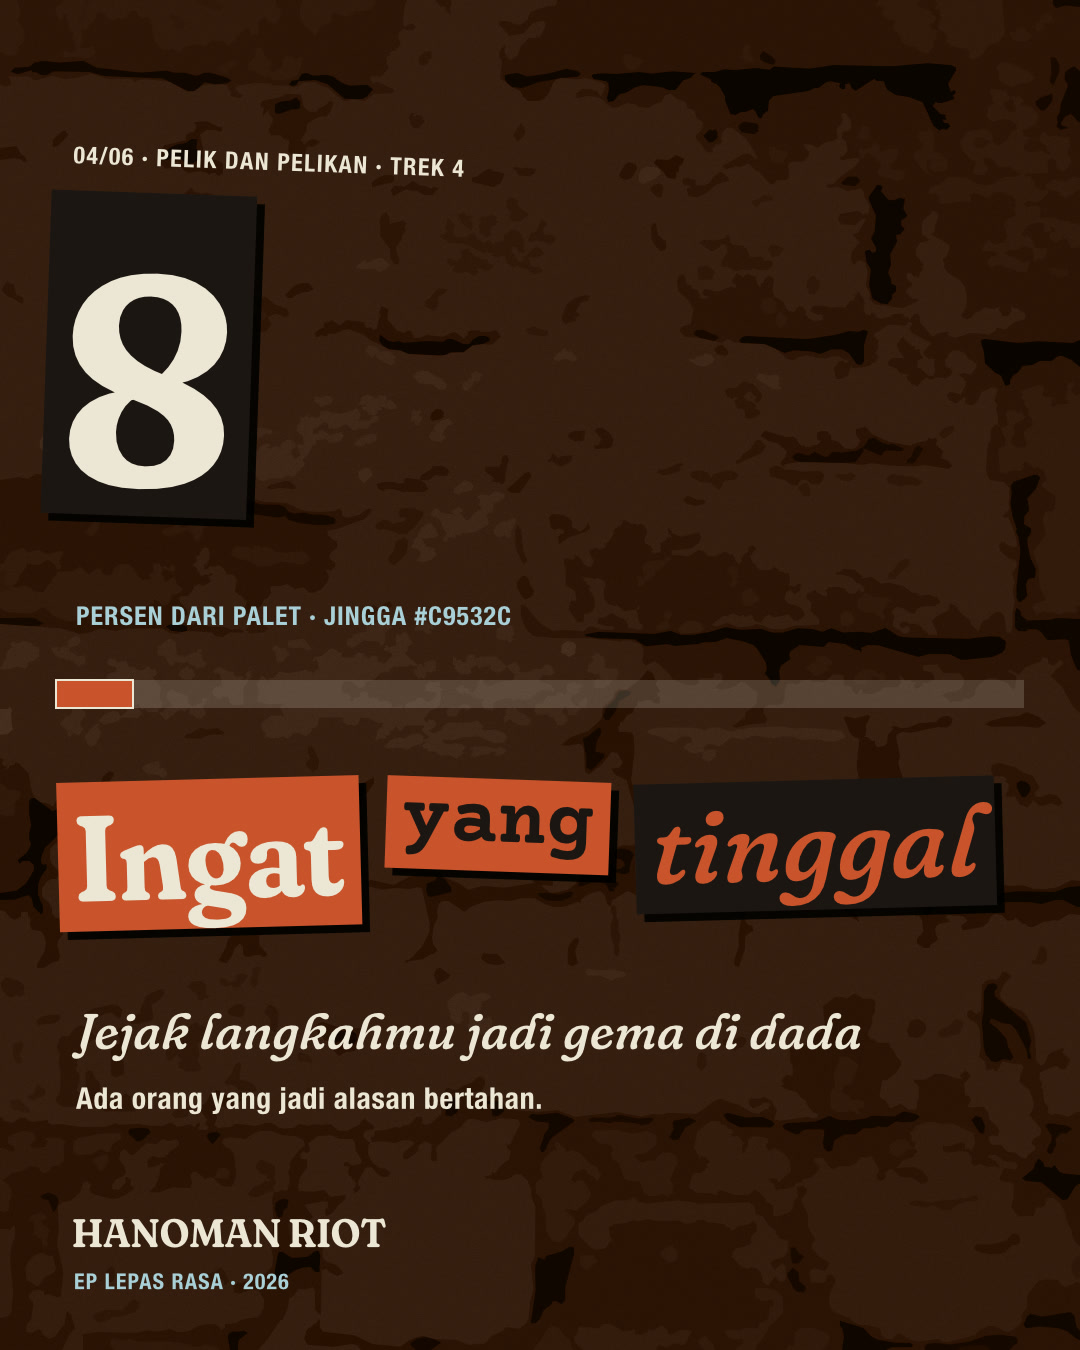 04/06 · PELIK DAN PELIKAN · TREK 4
8
PERSEN DARI PALET · JINGGA #C9532C
Ingat yang tinggal
Jejak langkahmu jadi gema di dada
Ada orang yang jadi alasan bertahan.
HANOMAN RIOT
EP LEPAS RASA · 2026